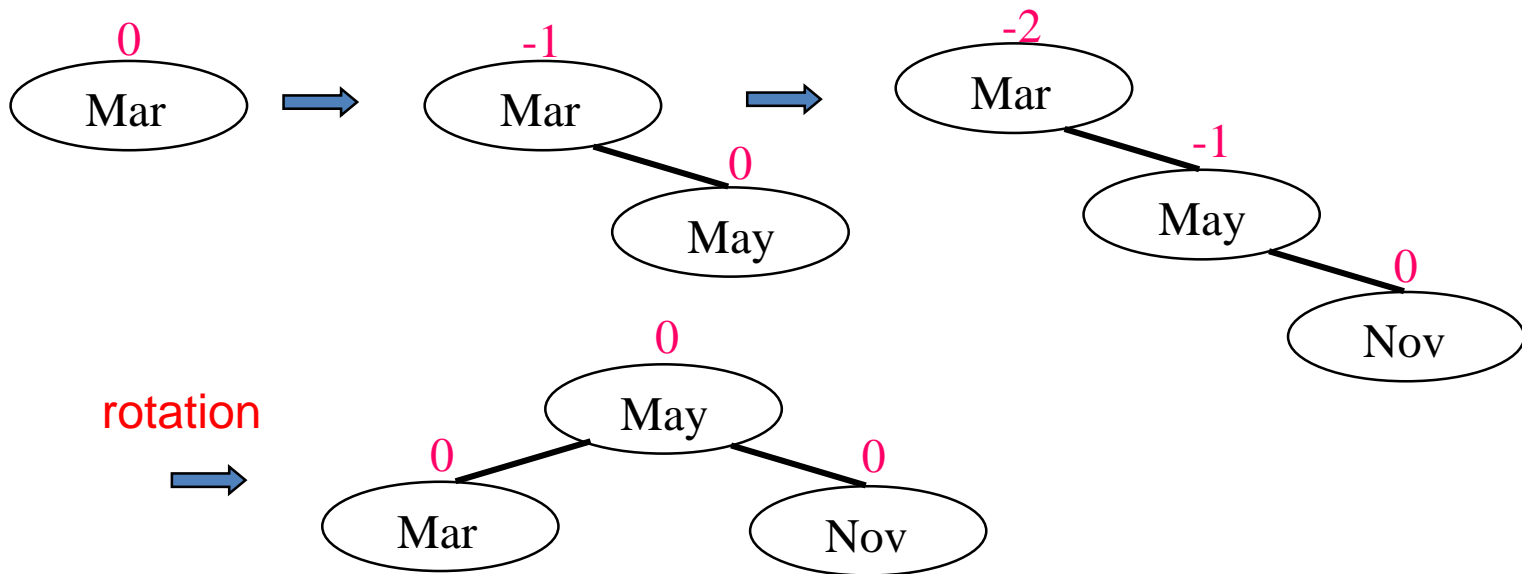 0 -1 -2
Mar Mar Mar
0 -1
May May
0
Nov
0
rotation May
0 0
Mar Nov